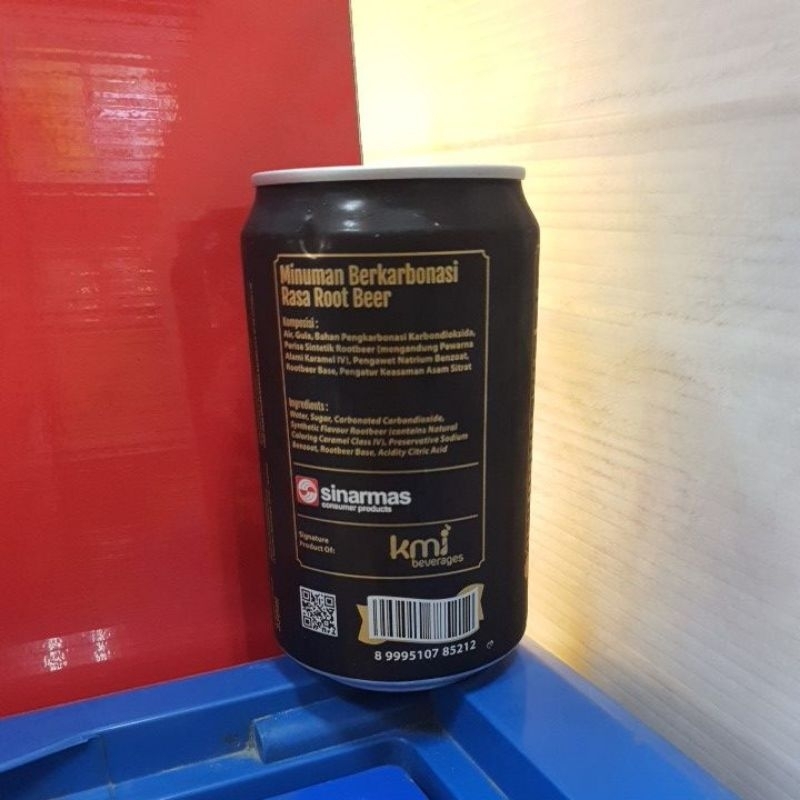 Minuman Berkarbonasi
Rasa Root Beer
Komposisi :
Air, Gula, Bahan Pengkarbonasi Karbondioksida,
Perisa Sintetik Rootbeer (mengandung Pewarna
Alami Karamel IV), Pengawet Natrium Benzoat,
Rootbeer Base, Pengatur Keasaman Asam Sitrat
Ingredients :
Water, Sugar, Carbonated Carbondioxide,
Synthetic Flavour Rootbeer (contains Natural
Coloring Caramel Class IV), Preservative Sodium
Benzoat, Rootbeer Base, Acidity Citric Acid
sinarmas
consumer products
Signature
Product Of:
kmi
beverages
8 9995107 85212